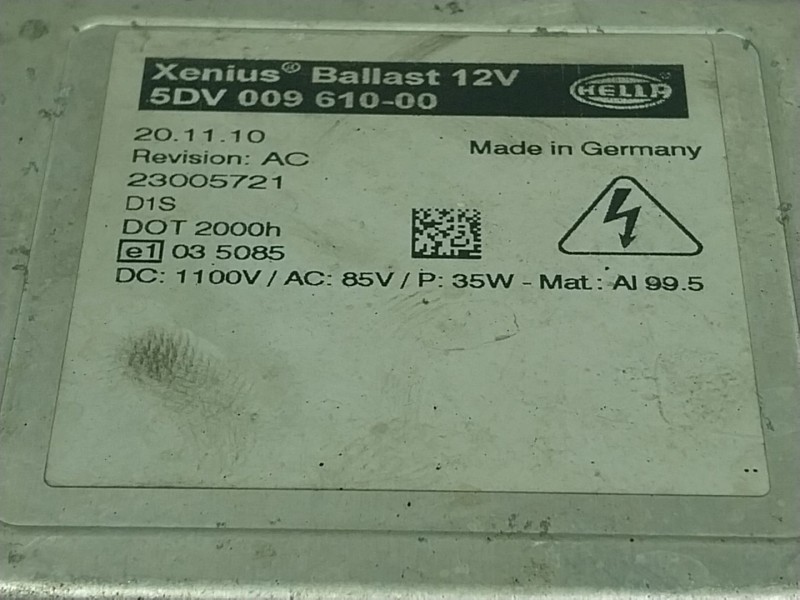 Xenius® Ballast 12V
5DV 009 610-00
HELLA
20.11.10
Made in Germany
Revision: AC
23005721
D1S
DOT 2000h
e1 03 5085
DC: 1100V / AC: 85V / P: 35W - Mat.: Al 99.5